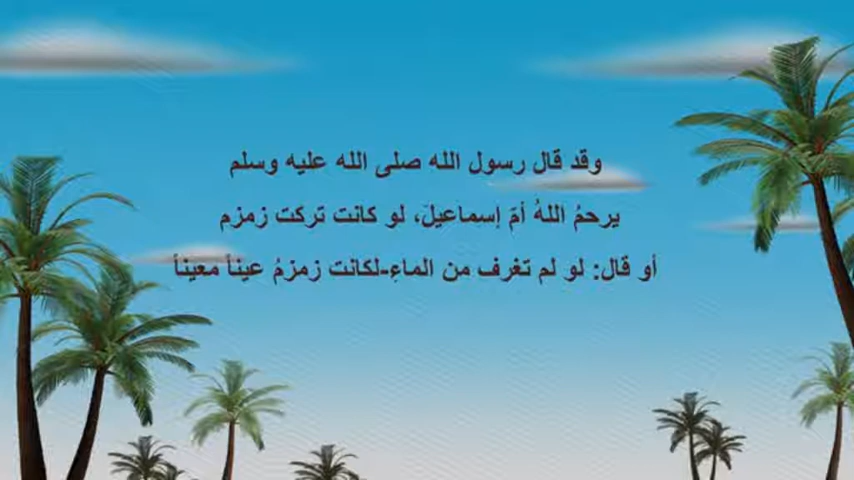 وقد قال رسول الله صلى الله عليه وسلم
يرحمُ اللهُ أمّ إسماعيلَ، لو كانت تركت زمزم
أو قال: لو لم تغرف من الماءِ-لكانت زمزمُ عيناً معيناً